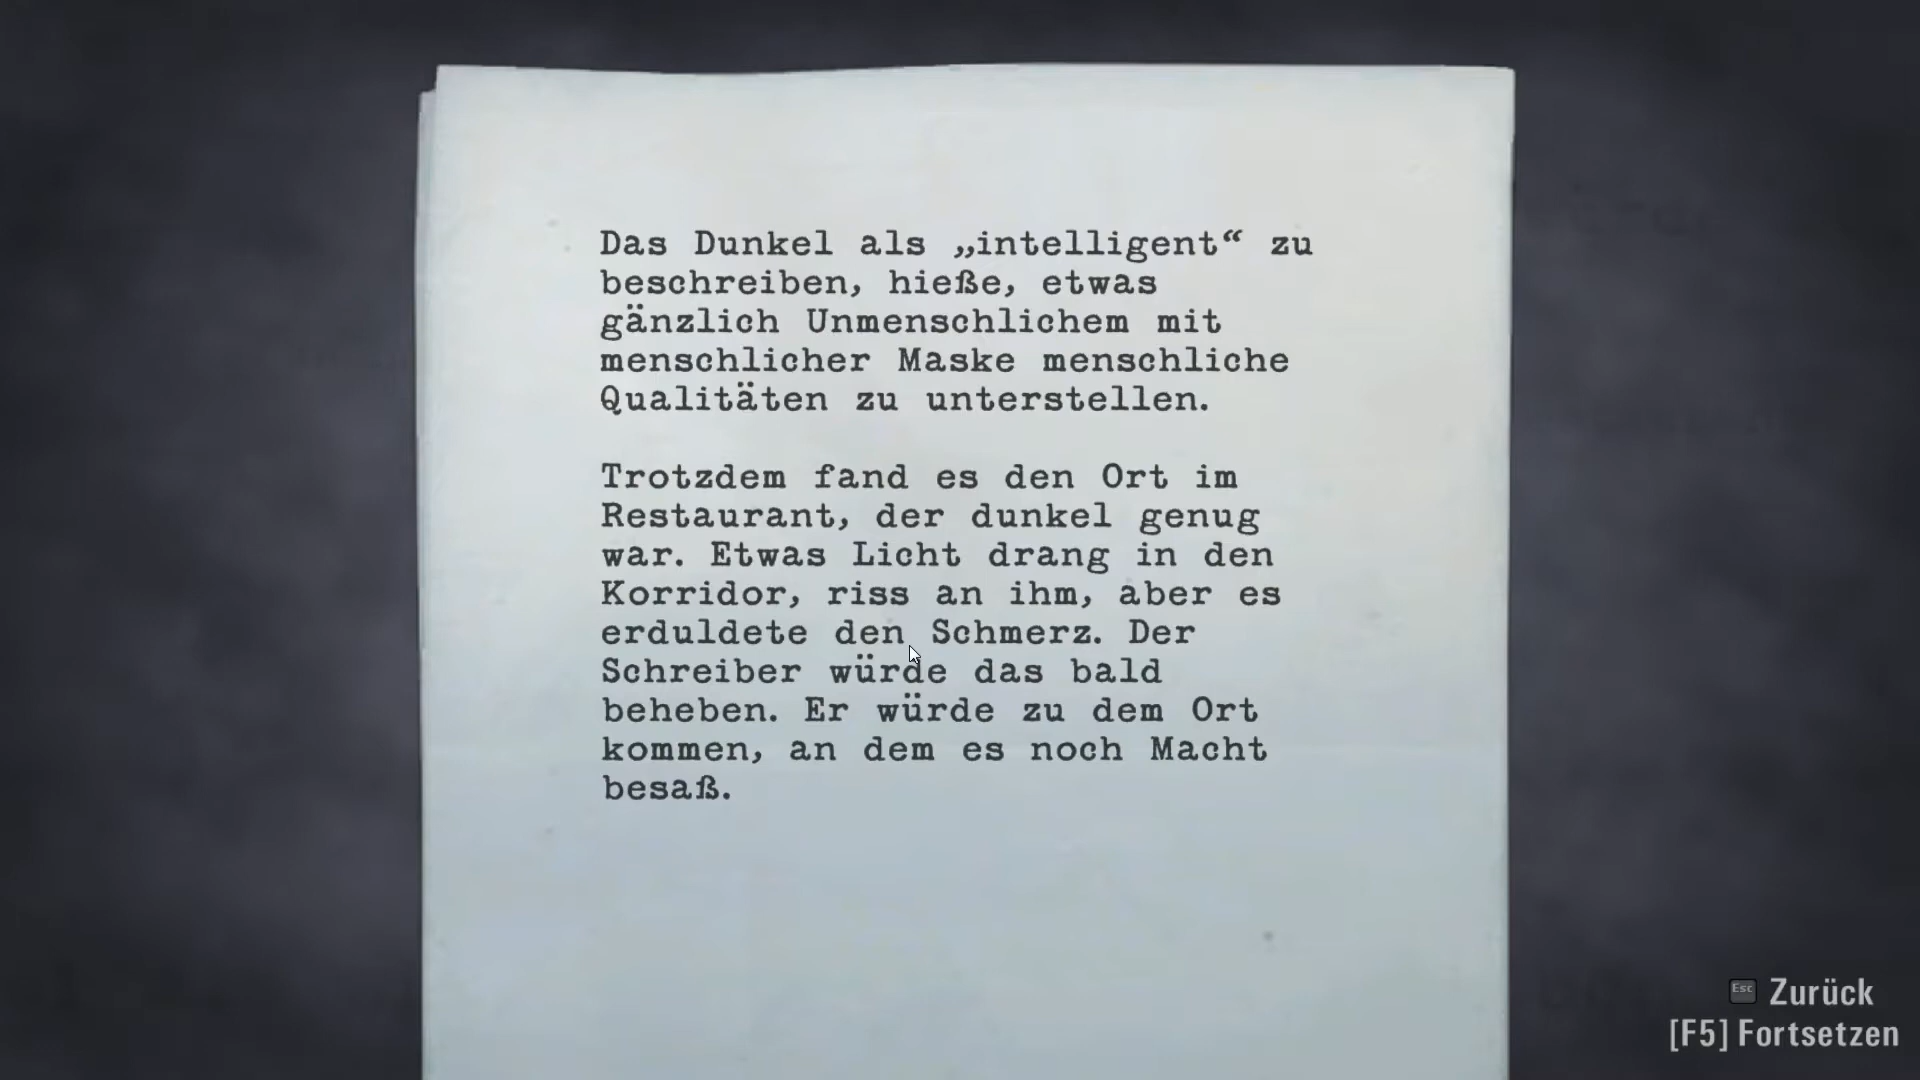 Das Dunkel als „intelligent“ zu
beschreiben, hieße, etwas
gänzlich Unmenschlichem mit
menschlicher Maske menschliche
Qualitäten zu unterstellen.
Trotzdem fand es den Ort im
Restaurant, der dunkel genug
war. Etwas Licht drang in den
Korridor, riss an ihm, aber es
erduldete den Schmerz. Der
Schreiber würde das bald
beheben. Er würde zu dem Ort
kommen, an dem es noch Macht
besaß.
Esc Zurück
[F5] Fortsetzen